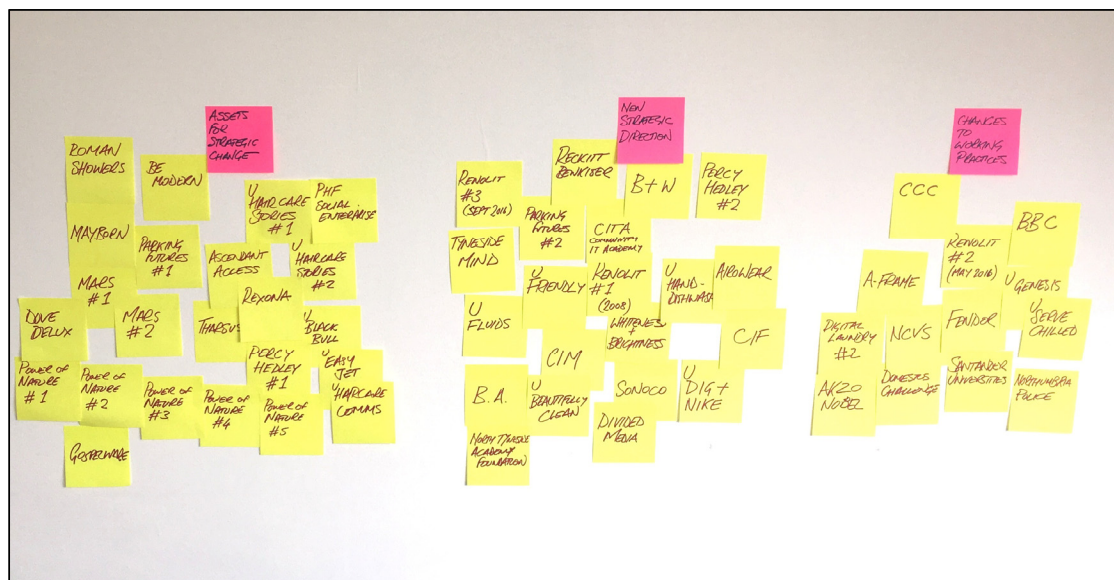 ASSETS
FOR
STRATEGIC
CHANGE
ROMAN
SHOWERS
BE
MODERN
U
HAIRCARE
STORIES
#1
PHF
SOCIAL
ENTERPRISE
MAYBORN
PARKING
FUTURES
#1
ASCENDANT
ACCESS
U
HAIRCARE
STORIES
#2
MARS
#1
MARS
#2
REXONA
DOVE
DELUX
THARSUS
U
BLACK
BULL
PERCY
HEDLEY
#1
U
EASY
JET
POWER OF
NATURE
#1
POWER OF
NATURE
#2
POWER OF
NATURE
#3
POWER OF
NATURE
#4
POWER OF
NATURE
#5
U
HAIRCARE
COMMS
GOSPELWARE
NEW
STRATEGIC
DIRECTION
RECKITT
BENKISER
RENOLIT
#3
(SEPT 2016)
B+W
PERCY
HEDLEY
#2
PARKING
FUTURES
#2
CITA
COMMUNITY
IT ACADEMY
TYNESIDE
MIND
U
FRIENDLY
RENOLIT
#1
(2008)
U
HAND-
DISHWASH
AIROWEAR
U
FLUIDS
WHITENESS
+
BRIGHTNESS
CIF
CIM
B.A.
U
BEAUTIFULLY
CLEAN
SONOCO
U
DIG+
NIKE
DIVIDED
MEDIA
NORTH TYNESIDE
ACADEMY
FOUNDATION
CHANGES
TO
WORKING
PRACTICES
CCC
BBC
RENOLIT
#2
(MAY 2016)
A-FRAME
U
GENESIS
DIGITAL
LAUNDRY
#2
NCVS
FENDER
U
SERVE
CHILLED
AKZO
NOBEL
DOMESTOS
CHALLENGE
SANTANDER
UNIVERSITIES
NORTHUMBRIA
POLICE